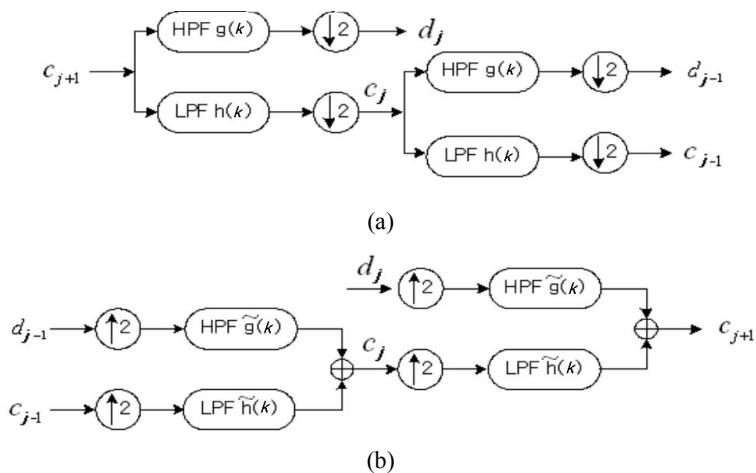 HPF g(k) ↓2 d_j
c_{j+1}
HPF g(k) ↓2 d_{j-1}
LPF h(k) ↓2 c_j
LPF h(k) ↓2 c_{j-1}
(a)
d_j ↑2 HPF g̃(k)
d_{j-1} ↑2 HPF g̃(k)
c_j ↑2 LPF h̃(k) c_{j+1}
c_{j-1} ↑2 LPF h̃(k)
(b)